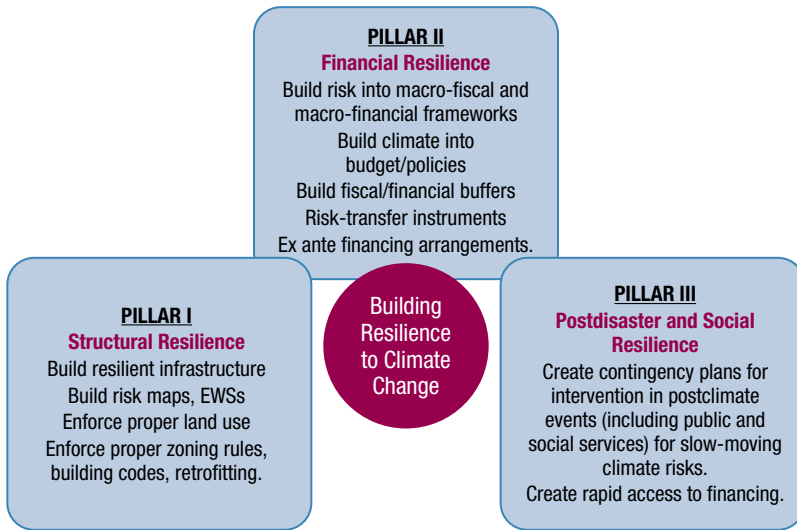 PILLAR II
Financial Resilience
Build risk into macro-fiscal and
macro-financial frameworks
Build climate into
budget/policies
Build fiscal/financial buffers
Risk-transfer instruments
Ex ante financing arrangements.
PILLAR I
Structural Resilience
Build resilient infrastructure
Build risk maps, EWSs
Enforce proper land use
Enforce proper zoning rules,
building codes, retrofitting.
Building
Resilience
to Climate
Change
PILLAR III
Postdisaster and Social
Resilience
Create contingency plans for
intervention in postclimate
events (including public and
social services) for slow-moving
climate risks.
Create rapid access to financing.